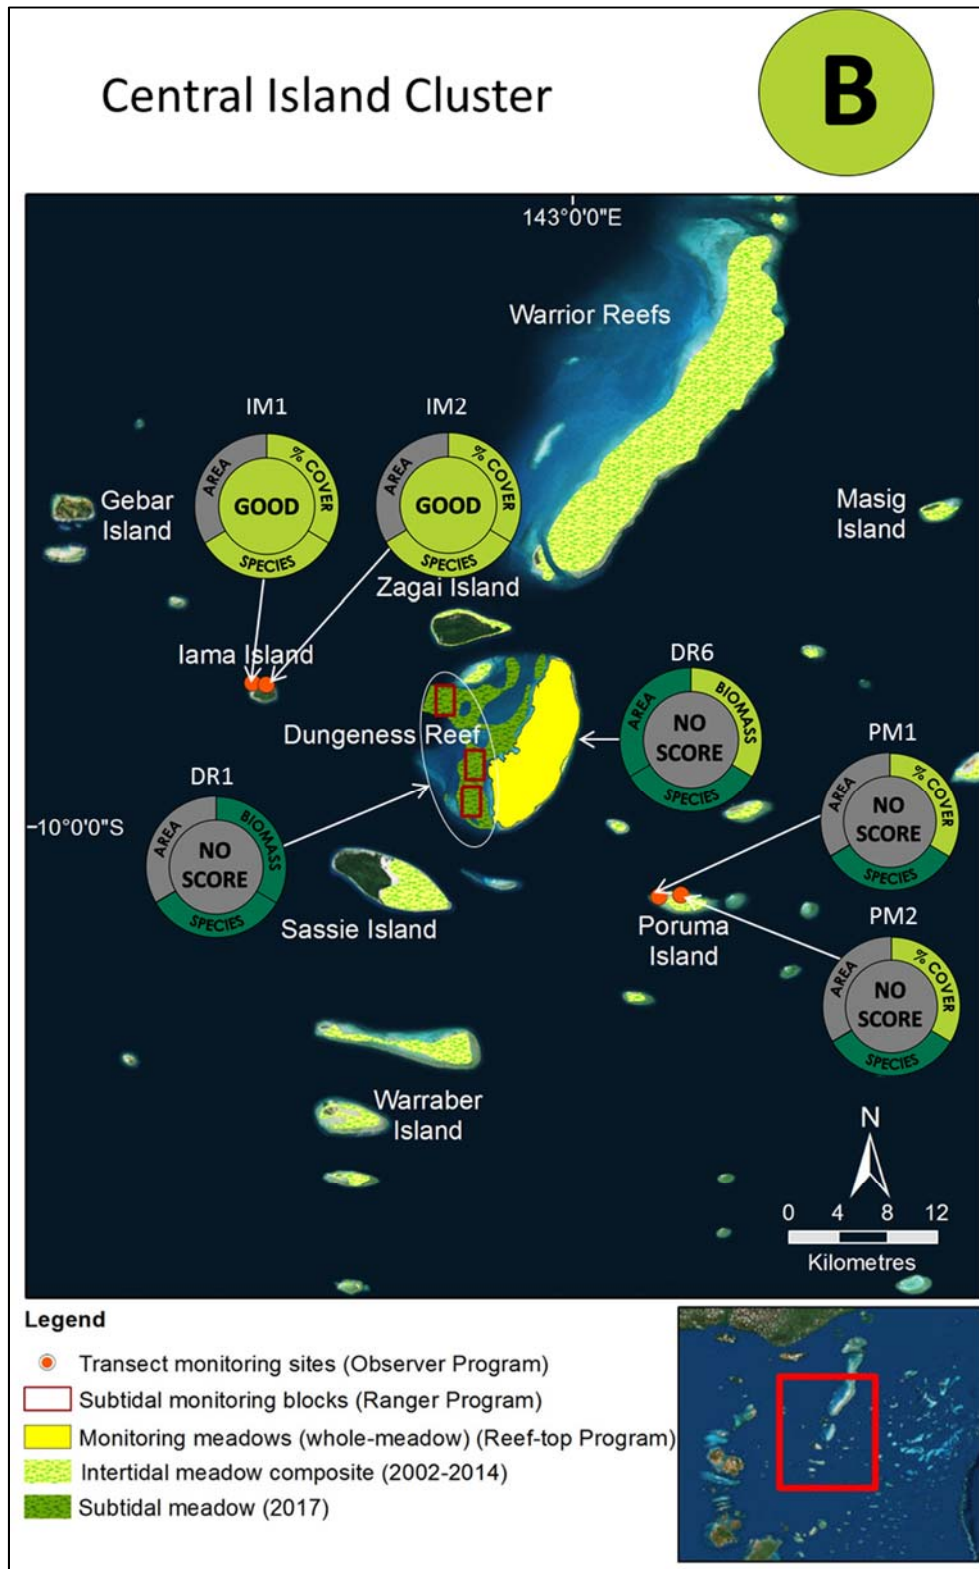 Central Island Cluster
B
143°0'0"E
Warrior Reefs
IM1
AREA
% COVER
GOOD
SPECIES
IM2
AREA
% COVER
GOOD
SPECIES
Gebar
Island
Masig
Island
Zagai Island
Iama Island
Dungeness Reef
DR6
AREA
BIOMASS
NO
SCORE
SPECIES
PM1
AREA
% COVER
NO
SCORE
SPECIES
DR1
AREA
BIOMASS
NO
SCORE
SPECIES
10°0'0"S
Sassie Island
Poruma
Island
PM2
AREA
% COVER
NO
SCORE
SPECIES
Warraber
Island
N
0 4 8 12
Kilometres
Legend
Transect monitoring sites (Observer Program)
Subtidal monitoring blocks (Ranger Program)
Monitoring meadows (whole-meadow) (Reef-top Program)
Intertidal meadow composite (2002-2014)
Subtidal meadow (2017)